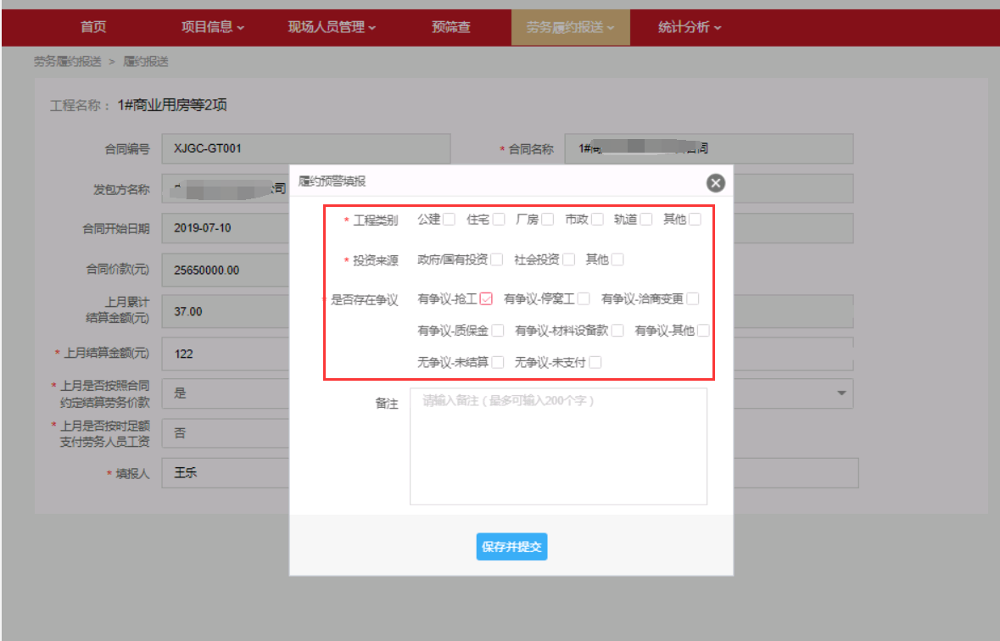 首页 项目信息 现场人员管理 预筛查 劳务履约报送 统计分析
劳务履约报送 > 履约报送
工程名称： 1#商业用房等2项
合同编号 XJGC-GT001 * 合同名称 1#
发包方名称 公司
合同开始日期 2019-07-10
合同价款(元) 25650000.00
上月累计
结算金额(元) 37.00
* 上月结算金额(元) 122
* 上月是否按照合同
约定结算劳务价款 是
* 上月是否按时足额
支付劳务人员工资 否
* 填报人 王乐
履约预警填报
* 工程类别 公建 住宅 厂房 市政 轨道 其他
* 投资来源 政府/国有投资 社会投资 其他
* 是否存在争议 有争议-抢工 有争议-停窝工 有争议-洽商变更
有争议-质保金 有争议-材料设备款 有争议-其他
无争议-未结算 无争议-未支付
备注 请输入备注（最多可输入200个字）
保存并提交